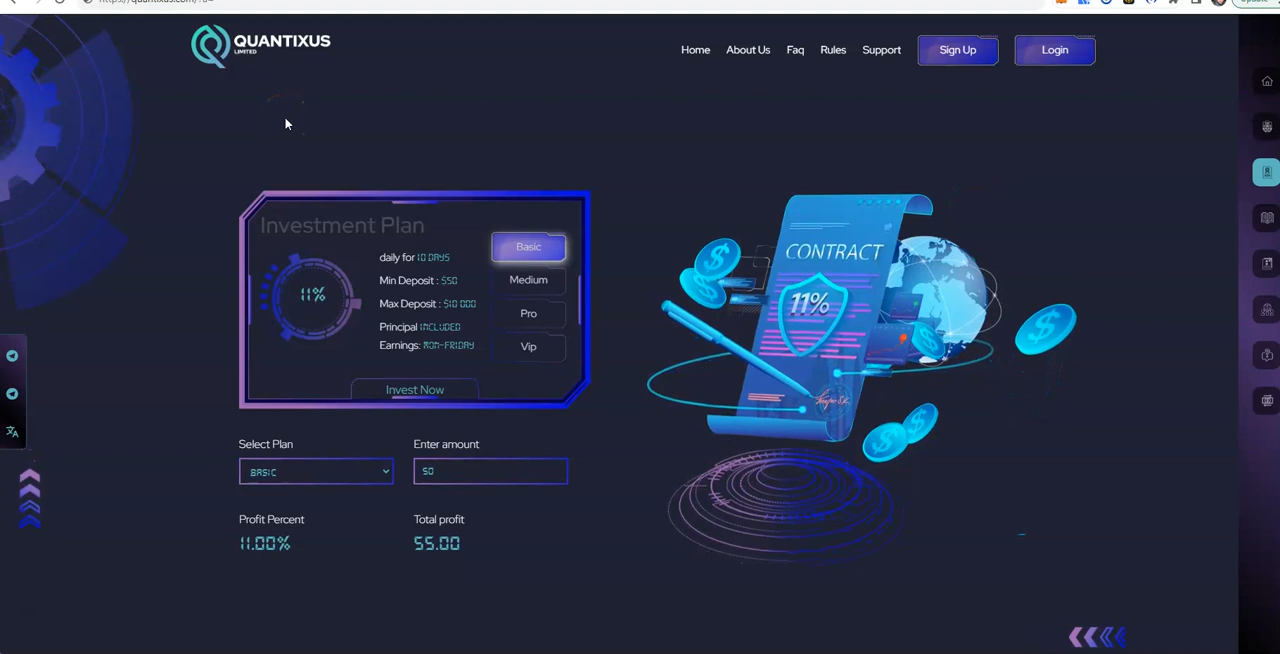 QUANTIXUS
LIMITED
Home
About Us
Faq
Rules
Support
Sign Up
Login
Investment Plan
11%
daily for 10 DAYS
Min Deposit : $50
Max Deposit : $10 000
Principal INCLUDED
Earnings: MON-FRIDAY
Basic
Medium
Pro
Vip
Invest Now
CONTRACT
11%
Select Plan
BASIC
Enter amount
50
Profit Percent
11.00%
Total profit
55.00